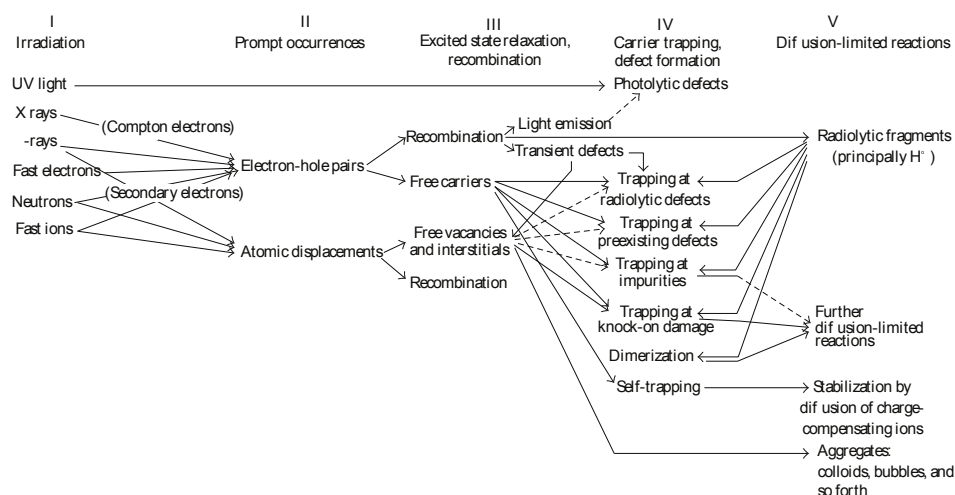 I
Irradiation
II
Prompt occurrences
III
Excited state relaxation,
recombination
IV
Carrier trapping,
defect formation
V
Dif usion-limited reactions
UV light
X rays
-rays
Fast electrons
Neutrons
Fast ions
(Compton electrons)
(Secondary electrons)
Electron-hole pairs
Atomic displacements
Recombination
Free carriers
Free vacancies
and interstitials
Recombination
Light emission
Transient defects
Photolytic defects
Trapping at
radiolytic defects
Trapping at
preexisting defects
Trapping at
impurities
Trapping at
knock-on damage
Dimerization
Self-trapping
Radiolytic fragments
(principally H°)
Further
dif usion-limited
reactions
Stabilization by
dif usion of charge-
compensating ions
Aggregates:
colloids, bubbles, and
so forth